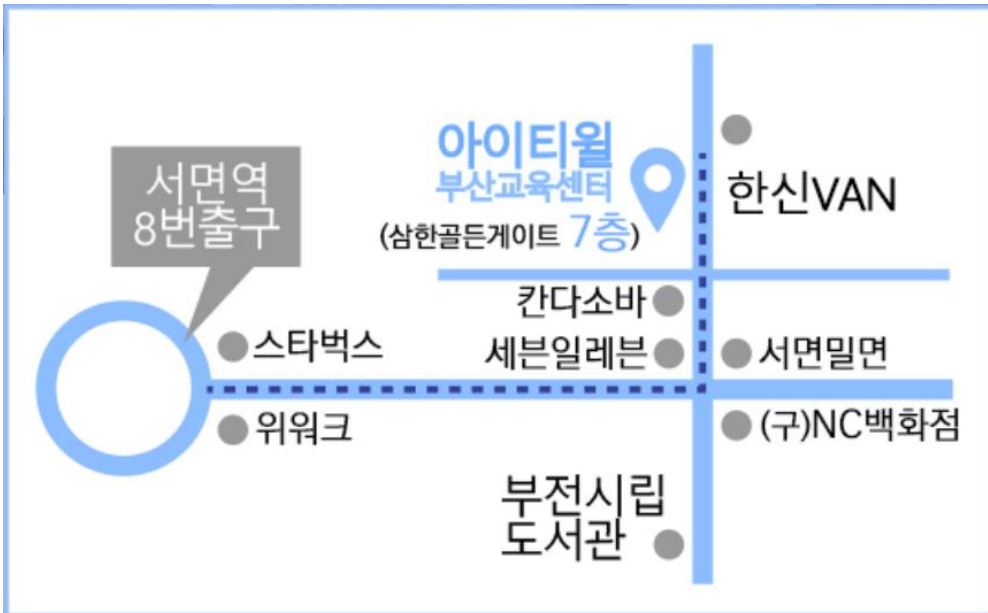 아이티윌
부산교육센터
(삼한골든게이트 7층)
한신VAN
서면역
8번출구
칸다소바
스타벅스
세븐일레븐
서면밀면
위워크
(구)NC백화점
부전시립
도서관